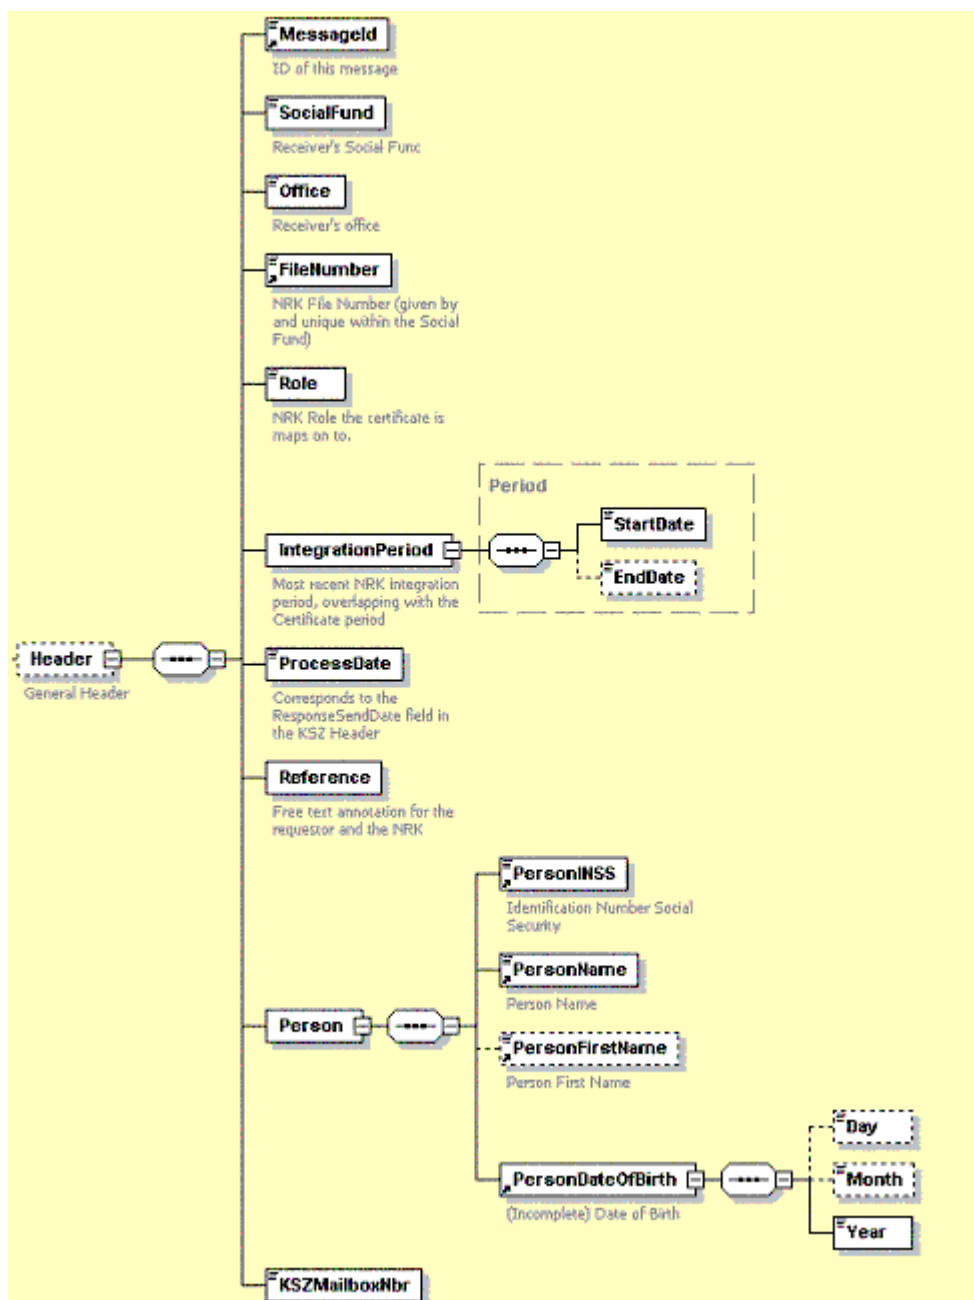 MessageId
ID of this message
SocialFund
Receiver's Social Func
Office
Receiver's office
FileNumber
NRK File Number (given by
and unique within the Social
Fund)
Role
NRK Role the certificate is
maps on to.
Period
StartDate
IntegrationPeriod
EndDate
Most recent NRK integration
period, overlapping with the
Certificate period
Header
General Header
ProcessDate
Corresponds to the
ResponseSendDate field in
the KSZ Header
Reference
Free text annotation for the
requestor and the NRK
PersonINSS
Identification Number Social
Security
PersonName
Person Name
Person
PersonFirstName
Person First Name
Day
PersonDateOfBirth
Month
(Incomplete) Date of Birth
Year
KSZMailboxNbr